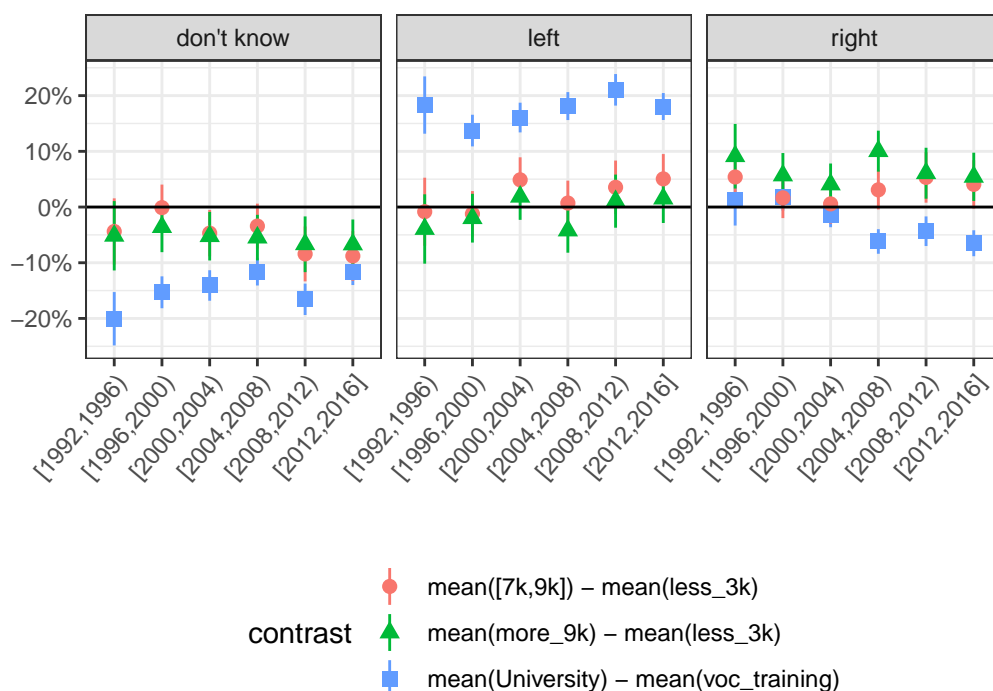 don't know left right
20%
10%
0%
−10%
−20%
[1992,1996) [1996,2000) [2000,2004) [2004,2008) [2008,2012) [2012,2016] [1992,1996) [1996,2000) [2000,2004) [2004,2008) [2008,2012) [2012,2016] [1992,1996) [1996,2000) [2000,2004) [2004,2008) [2008,2012) [2012,2016]
mean([7k,9k]) − mean(less_3k)
contrast mean(more_9k) − mean(less_3k)
mean(University) − mean(voc_training)